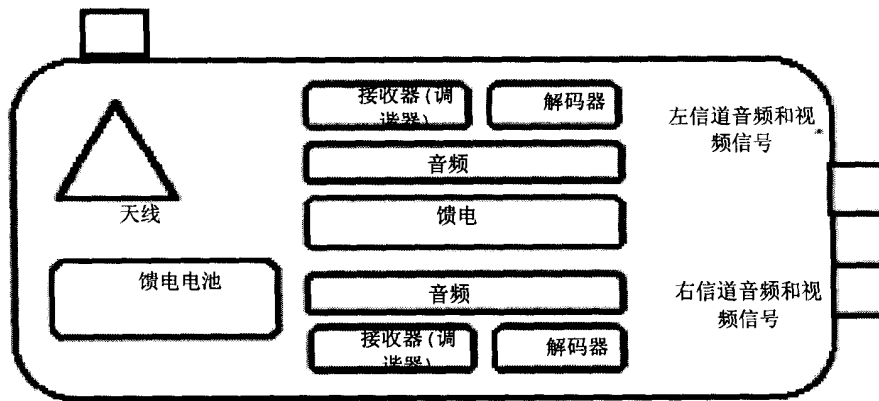 接收器(调
谐器)
解码器
左信道音频和视
频信号
音频
天线
馈电
馈电电池
音频
右信道音频和视
频信号
接收器(调
谐器)
解码器